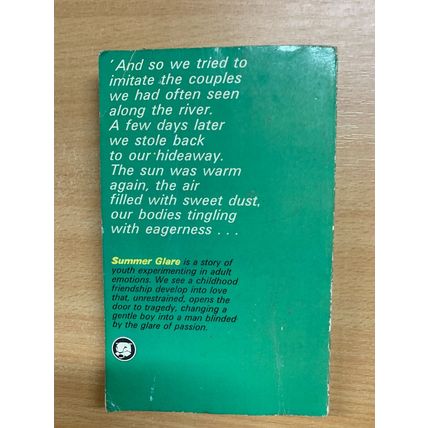 'And so we tried to
imitate the couples
we had often seen
along the river.
A few days later
we stole back
to our hideaway.
The sun was warm
again, the air
filled with sweet dust,
our bodies tingling
with eagerness . . .
Summer Glare is a story of
youth experimenting in adult
emotions. We see a childhood
friendship develop into love
that, unrestrained, opens the
door to tragedy, changing a
gentle boy into a man blinded
by the glare of passion.